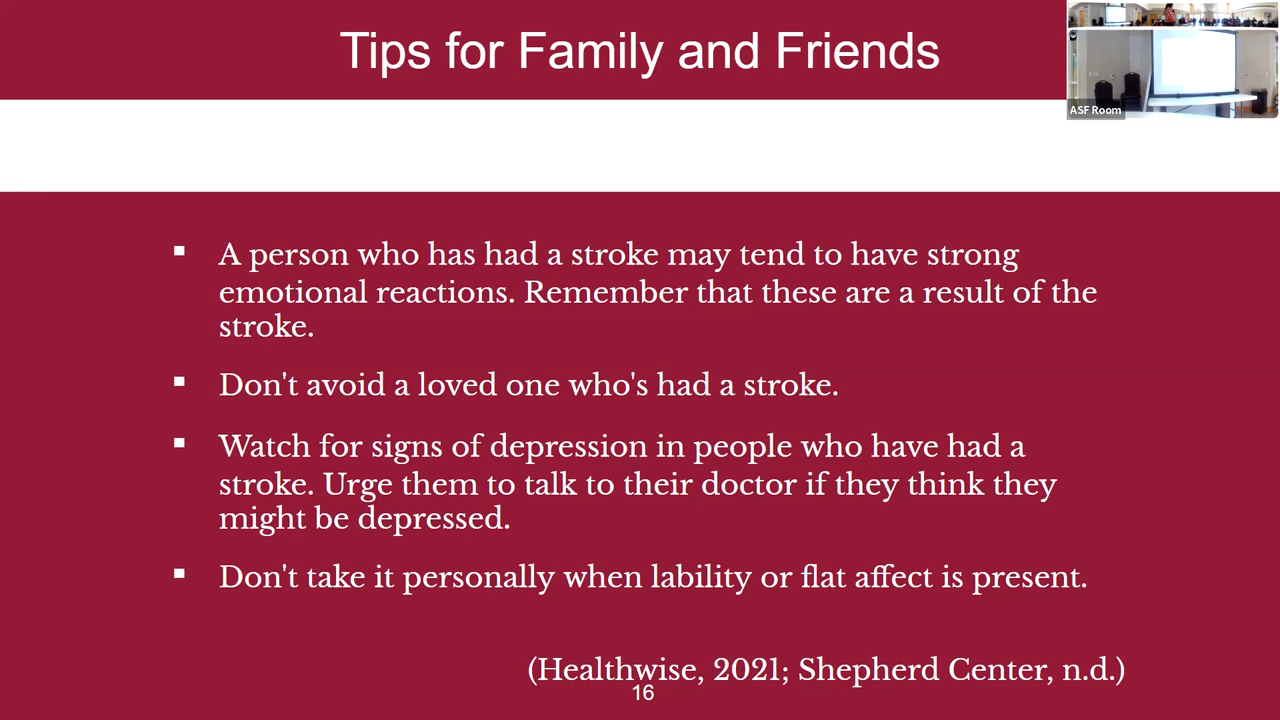 Tips for Family and Friends
ASF Room
▪ A person who has had a stroke may tend to have strong
emotional reactions. Remember that these are a result of the
stroke.
▪ Don't avoid a loved one who's had a stroke.
▪ Watch for signs of depression in people who have had a
stroke. Urge them to talk to their doctor if they think they
might be depressed.
▪ Don't take it personally when lability or flat affect is present.
(Healthwise, 2021; Shepherd Center, n.d.)
16